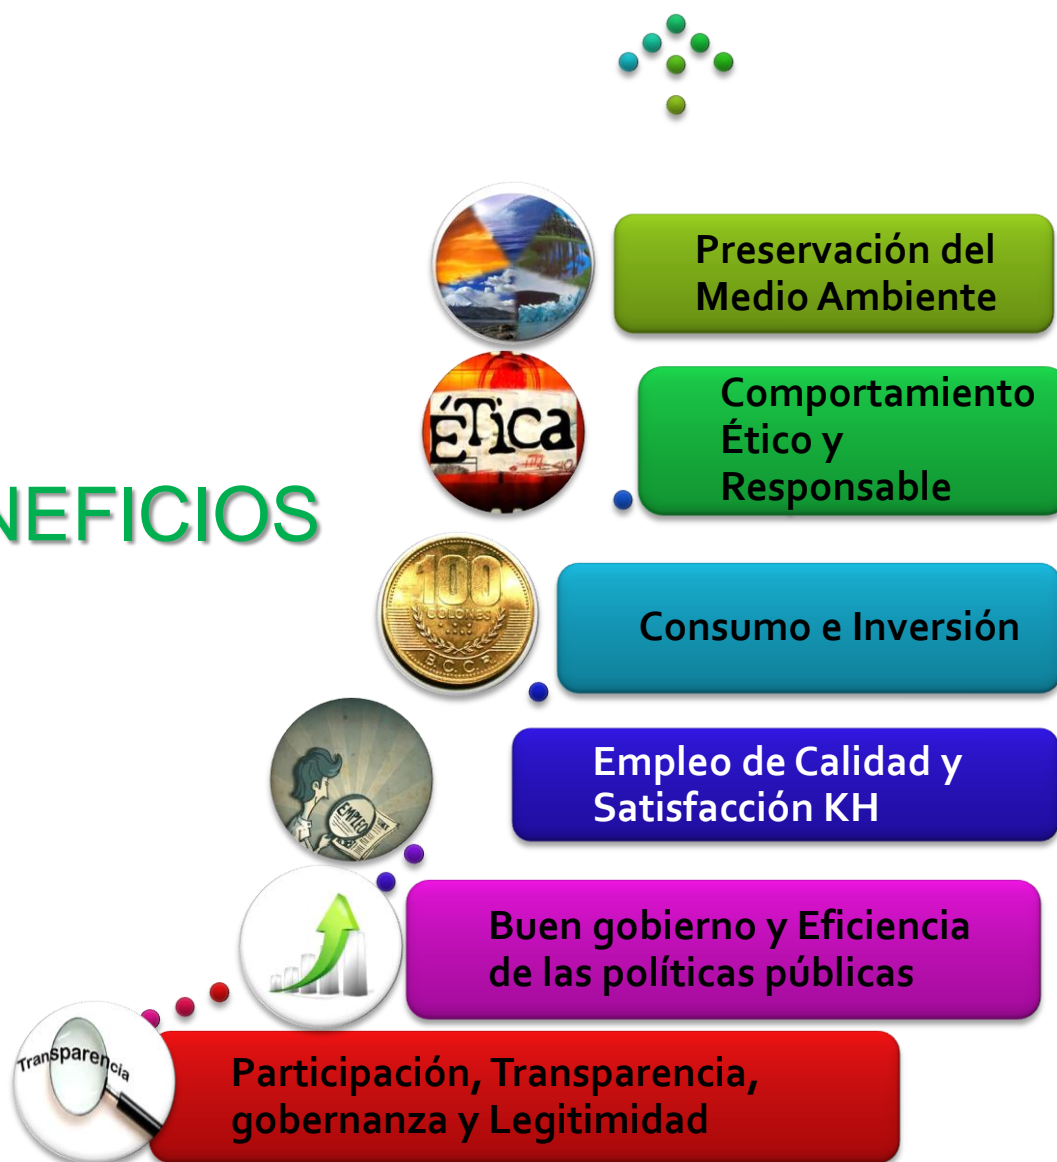 Preservación del
Medio Ambiente
ÉTica
Comportamiento
Ético y
Responsable
NEFICIOS
100
COLONES
B. C. C. R.
Consumo e Inversión
EMPLEO
Empleo de Calidad y
Satisfacción KH
Buen gobierno y Eficiencia
de las políticas públicas
Transparencia
Participación, Transparencia,
gobernanza y Legitimidad